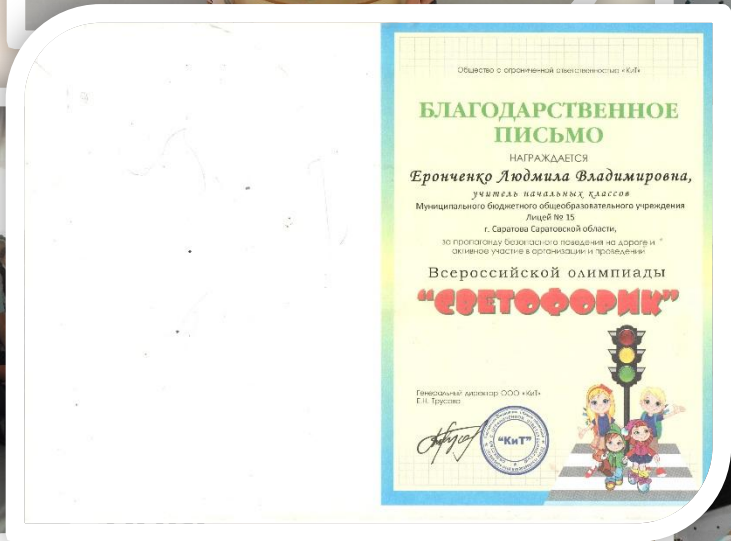 Общество с ограниченной ответственностью «КиТ»
БЛАГОДАРСТВЕННОЕ
ПИСЬМО
НАГРАЖДАЕТСЯ
Еронченко Людмила Владимировна,
учитель начальных классов
Муниципального бюджетного общеобразовательного учреждения
Лицей № 15
г. Саратова Саратовской области,
за пропаганду безопасного поведения на дороге и
активное участие в организации и проведении
Всероссийской олимпиады
"СВЕТОФОРИК"
Генеральный директор ООО «КиТ»
Е.Н. Трусова
"КиТ"